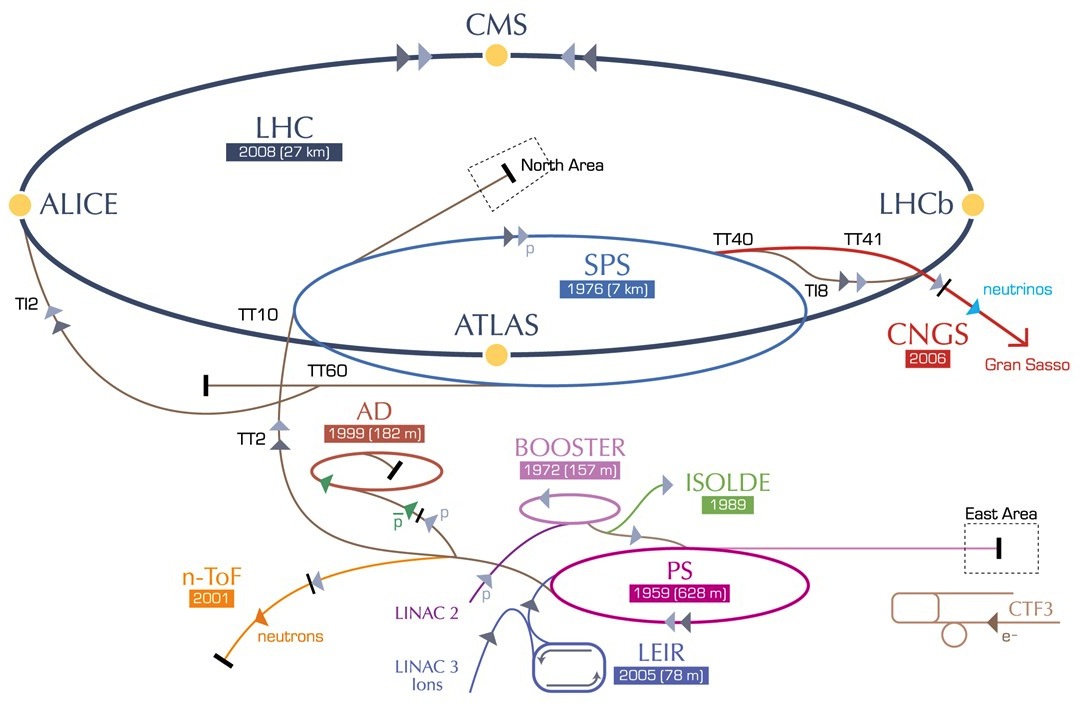 CMS
LHC
2008 (27 km)
North Area
ALICE
LHCb
TT40
TT41
p
SPS
1976 (7 km)
TI8
neutrinos
TI2
TT10
ATLAS
CNGS
2006
Gran Sasso
TT60
AD
1999 (182 m)
TT2
BOOSTER
1972 (157 m)
ISOLDE
1989
p̅
p
East Area
n-ToF
2001
PS
1959 (628 m)
p
LINAC 2
neutrons
CTF3
e-
LEIR
2005 (78 m)
LINAC 3
Ions